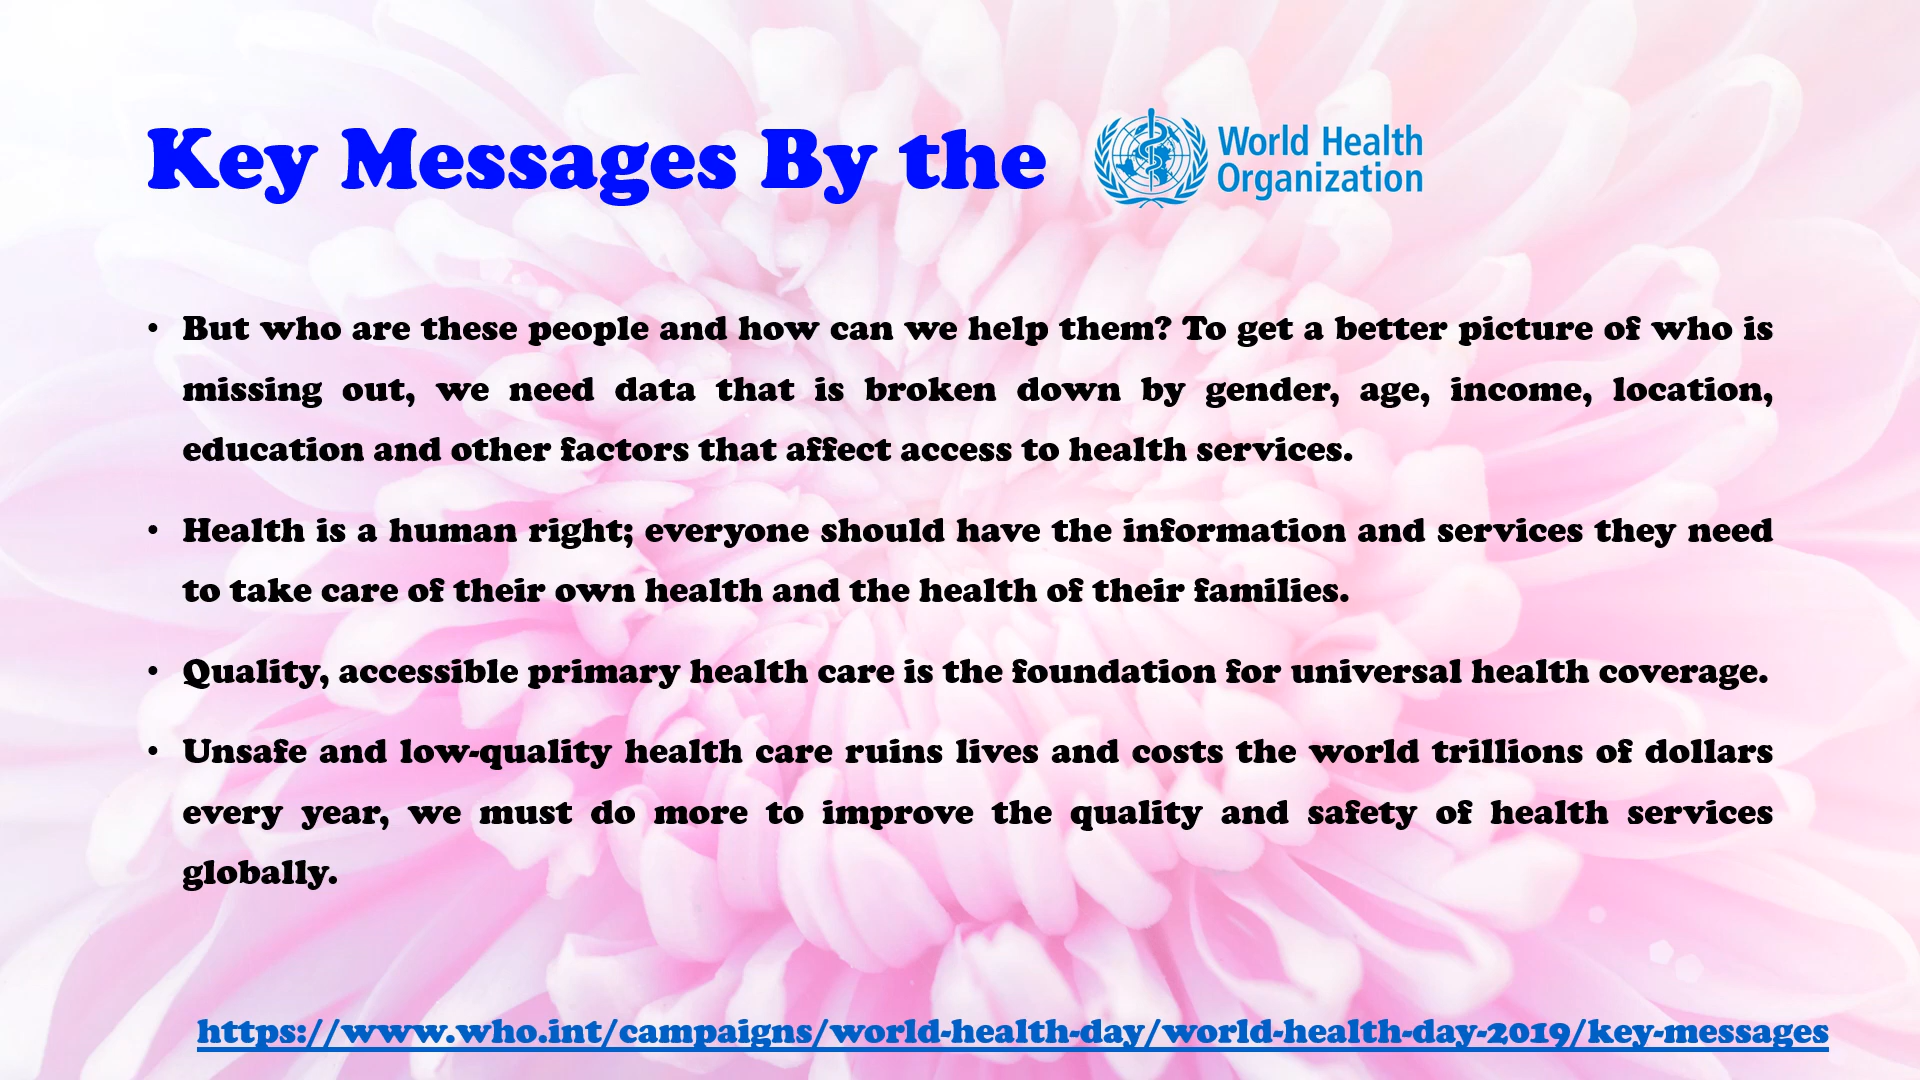 Key Messages By the World Health
Organization
• But who are these people and how can we help them? To get a better picture of who is
missing out, we need data that is broken down by gender, age, income, location,
education and other factors that affect access to health services.
• Health is a human right; everyone should have the information and services they need
to take care of their own health and the health of their families.
• Quality, accessible primary health care is the foundation for universal health coverage.
• Unsafe and low-quality health care ruins lives and costs the world trillions of dollars
every year, we must do more to improve the quality and safety of health services
globally.
https://www.who.int/campaigns/world-health-day/world-health-day-2019/key-messages